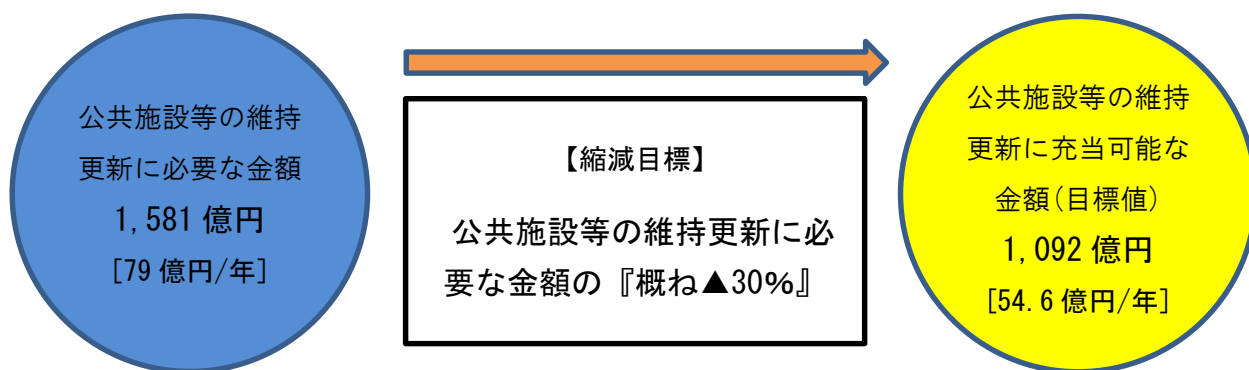 公共施設等の維持
更新に必要な金額
1,581 億円
[79 億円/年]
【縮減目標】
公共施設等の維持更新に必
要な金額の『概ね▲30%』
公共施設等の維持
更新に充当可能な
金額(目標値)
1,092 億円
[54.6 億円/年]